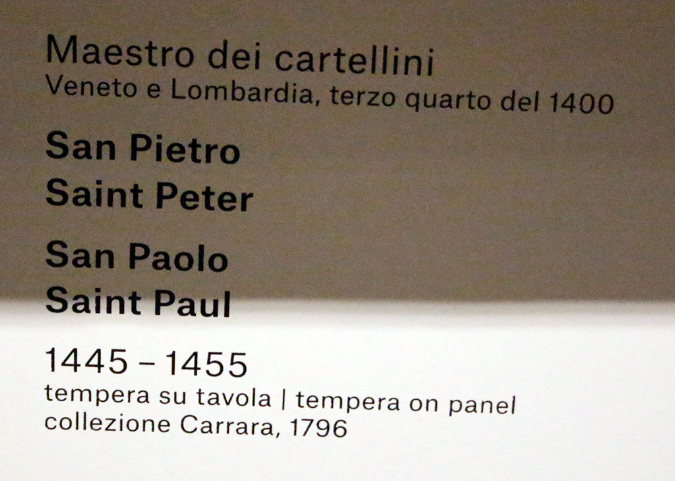 Maestro dei cartellini
Veneto e Lombardia, terzo quarto del 1400
San Pietro
Saint Peter
San Paolo
Saint Paul
1445 – 1455
tempera su tavola | tempera on panel
collezione Carrara, 1796